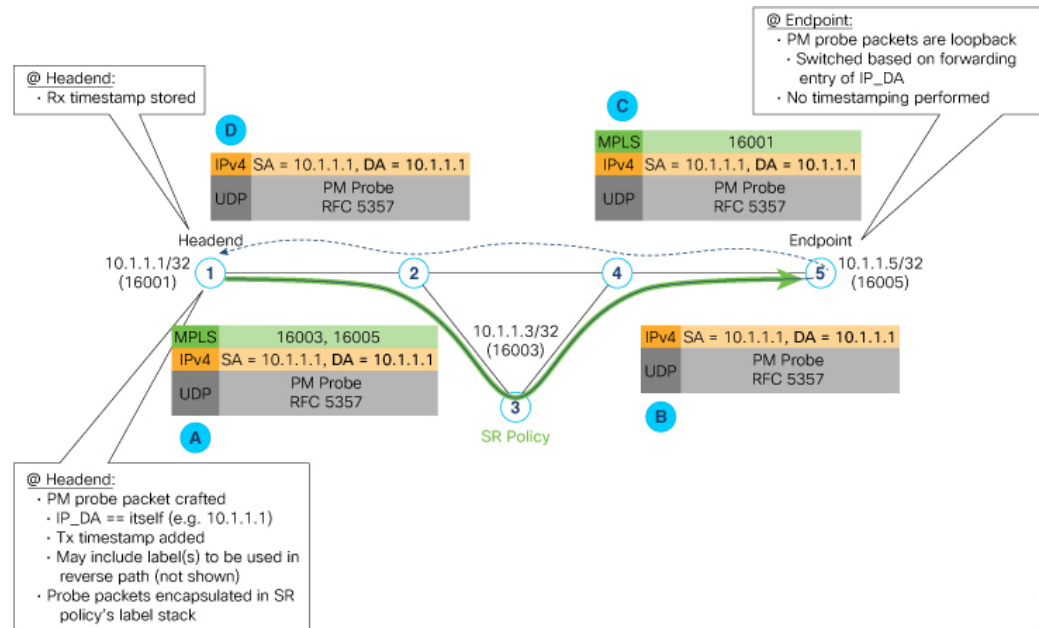 @ Endpoint:
· PM probe packets are loopback
· Switched based on forwarding
entry of IP_DA
· No timestamping performed
@ Headend:
· Rx timestamp stored
D
IPv4 SA = 10.1.1.1, DA = 10.1.1.1
UDP PM Probe
RFC 5357
C
MPLS 16001
IPv4 SA = 10.1.1.1, DA = 10.1.1.1
UDP PM Probe
RFC 5357
Headend
10.1.1.1/32
(16001)
1
2
4
Endpoint
5
10.1.1.5/32
(16005)
10.1.1.3/32
(16003)
3
SR Policy
MPLS 16003, 16005
IPv4 SA = 10.1.1.1, DA = 10.1.1.1
UDP PM Probe
RFC 5357
A
IPv4 SA = 10.1.1.1, DA = 10.1.1.1
UDP PM Probe
RFC 5357
B
@ Headend:
· PM probe packet crafted
· IP_DA == itself (e.g. 10.1.1.1)
· Tx timestamp added
· May include label(s) to be used in
reverse path (not shown)
· Probe packets encapsulated in SR
policy's label stack